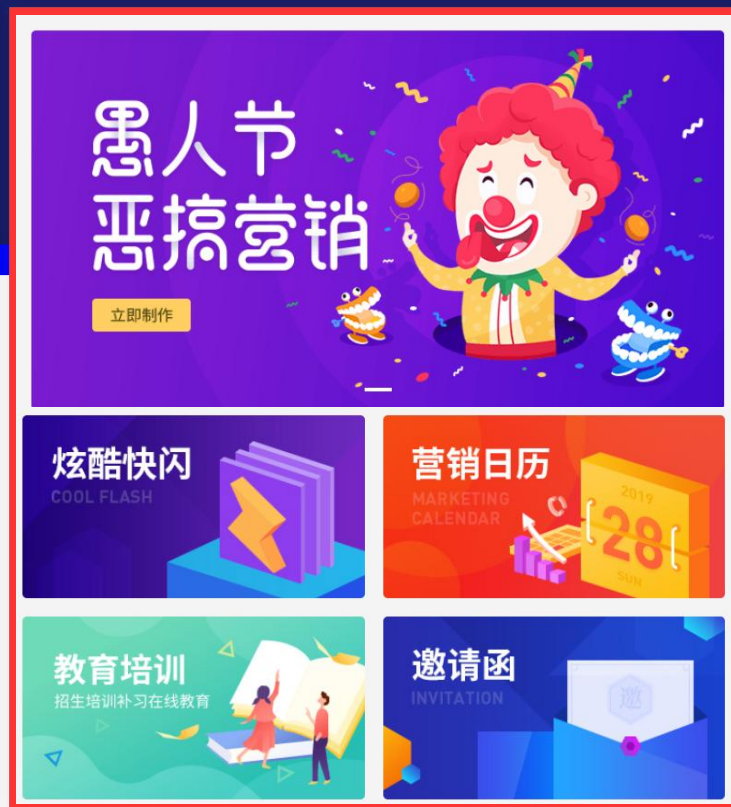 愚人节
恶搞营销
立即制作
炫酷快闪
COOL FLASH
营销日历
MARKETING
CALENDAR
2019
28
SUN
教育培训
招生培训补习在线教育
邀请函
INVITATION
邀